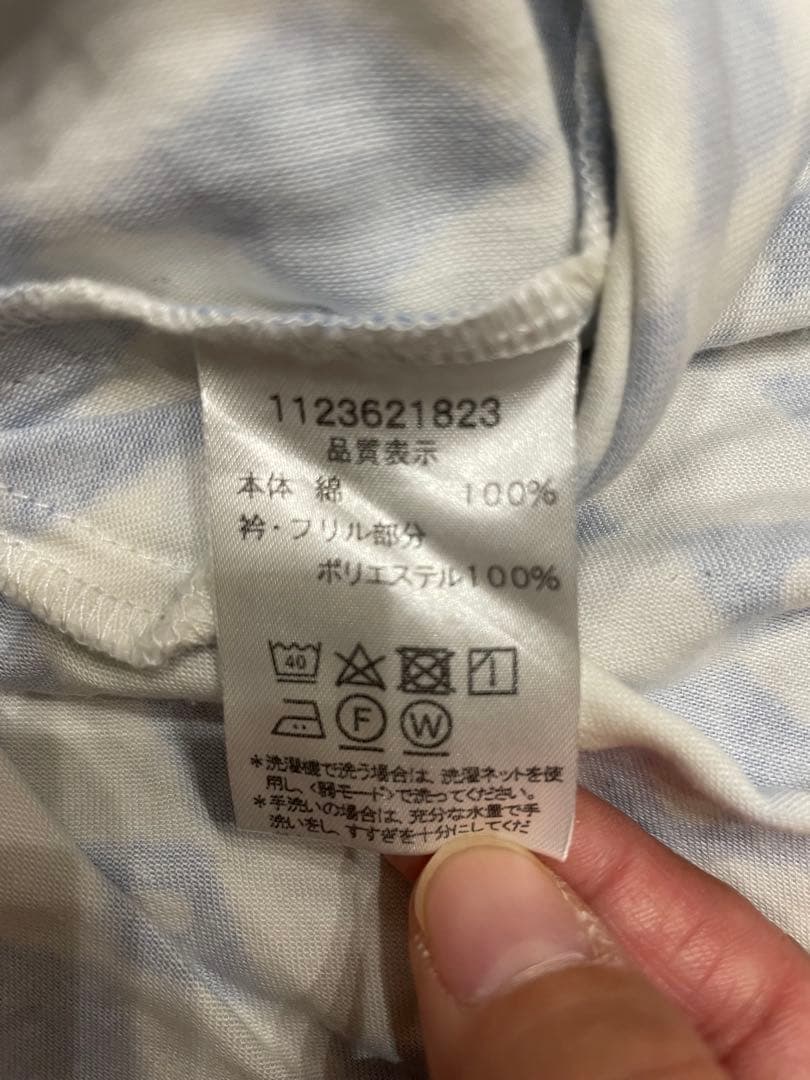 1123621823
品質表示
本体 綿 100%
衿・フリル部分
ポリエステル100%
40
F W
*洗濯機で洗う場合は、洗濯ネットを使
用し、〈弱モード〉で洗ってください。
*手洗いの場合は、充分な水量で手
洗いをし、すすぎを十分にしてくだ